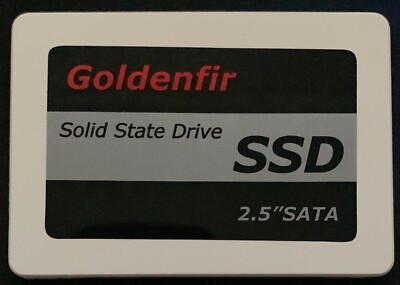 Goldenfir
Solid State Drive
SSD
2.5"SATA